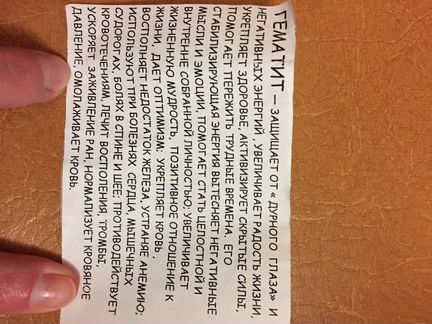 ГЕМАТИТ – ЗАЩИЩАЕТ ОТ « ДУРНОГО ГЛАЗА» И
НЕГАТИВНЫХ ЭНЕРГИЙ ,УВЕЛИЧИВАЕТ РАДОСТЬ ЖИЗНИ,
УКРЕПЛЯЕТ ЗДОРОВЬЕ, АКТИВИЗИРУЕТ СКРЫТЫЕ СИЛЫ,
ПОМОГАЕТ ПЕРЕЖИТЬ ТРУДНЫЕ ВРЕМЕНА. ЕГО
СТАБИЛИЗИРУЮЩАЯ ЭНЕРГИЯ ВЫТЕСНЯЕТ НЕГАТИВНЫЕ
МЫСЛИ И ЭМОЦИИ, ПОМОГАЕТ СТАТЬ ЦЕЛОСТНОЙ И
ВНУТРЕННЕ СОБРАННОЙ ЛИЧНОСТЬЮ, УВЕЛИЧИВАЕТ
ЖИЗНЕННУЮ МУДРОСТЬ, ПОЗИТИВНОЕ ОТНОШЕНИЕ К
ЖИЗНИ, ДАЕТ ОПТИМИЗМ: УКРЕПЛЯЕТ КРОВЬ,
ВОСПОЛНЯЕТ НЕДОСТАТОК ЖЕЛЕЗА, УСТРАНЯЕ АНЕМИЮ;
ИСПОЛЬЗУЮТ ПРИ БОЛЕЗНЯХ СЕРДЦА, МЫШЕЧНЫХ
СУДОРОГАХ, БОЛЯХ В СПИНЕ И ШЕЕ, ПРОТИВОДЕЙСТВУЕТ
КРОВОТЕЧЕНИЯМ, ЛЕЧИТ ВОСПОЛЕНИЯ, ТРОМБЫ,
УСКОРЯЕТ ЗАЖИВЛЕНИЕ РАН, НОРМАЛИЗУЕТ КРОВЯНОЕ
ДАВЛЕНИЕ, ОМОЛАЖИВАЕТ КРОВЬ.